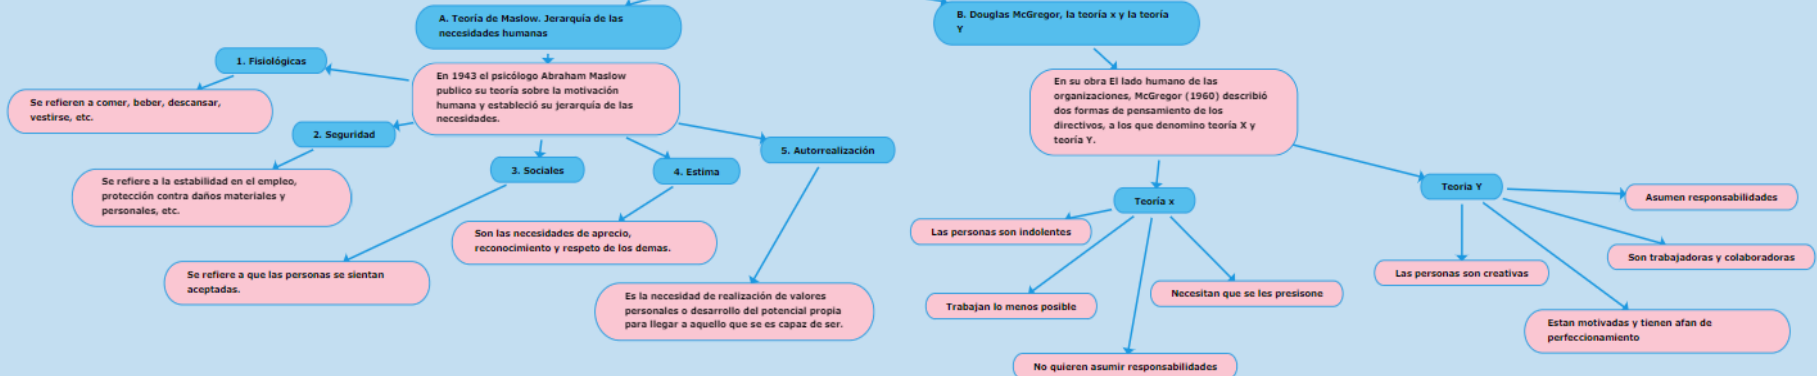 A. Teoría de Maslow. Jerarquía de las
necesidades humanas
1. Fisiológicas
En 1943 el psicólogo Abraham Maslow
publico su teoría sobre la motivación
humana y estableció su jerarquía de las
necesidades.
Se refieren a comer, beber, descansar,
vestirse, etc.
2. Seguridad
Se refiere a la estabilidad en el empleo,
protección contra daños materiales y
personales, etc.
3. Sociales
Se refiere a que las personas se sientan
aceptadas.
4. Estima
Son las necesidades de aprecio,
reconocimiento y respeto de los demas.
5. Autorrealización
Es la necesidad de realización de valores
personales o desarrollo del potencial propia
para llegar a aquello que se es capaz de ser.
B. Douglas McGregor, la teoría x y la teoría
Y
En su obra El lado humano de las
organizaciones, McGregor (1960) describió
dos formas de pensamiento de los
directivos, a los que denomino teoría X y
teoría Y.
Teoría x
Las personas son indolentes
Trabajan lo menos posible
No quieren asumir responsabilidades
Necesitan que se les presisone
Teoría Y
Asumen responsabilidades
Son trabajadoras y colaboradoras
Las personas son creativas
Estan motivadas y tienen afan de
perfeccionamiento